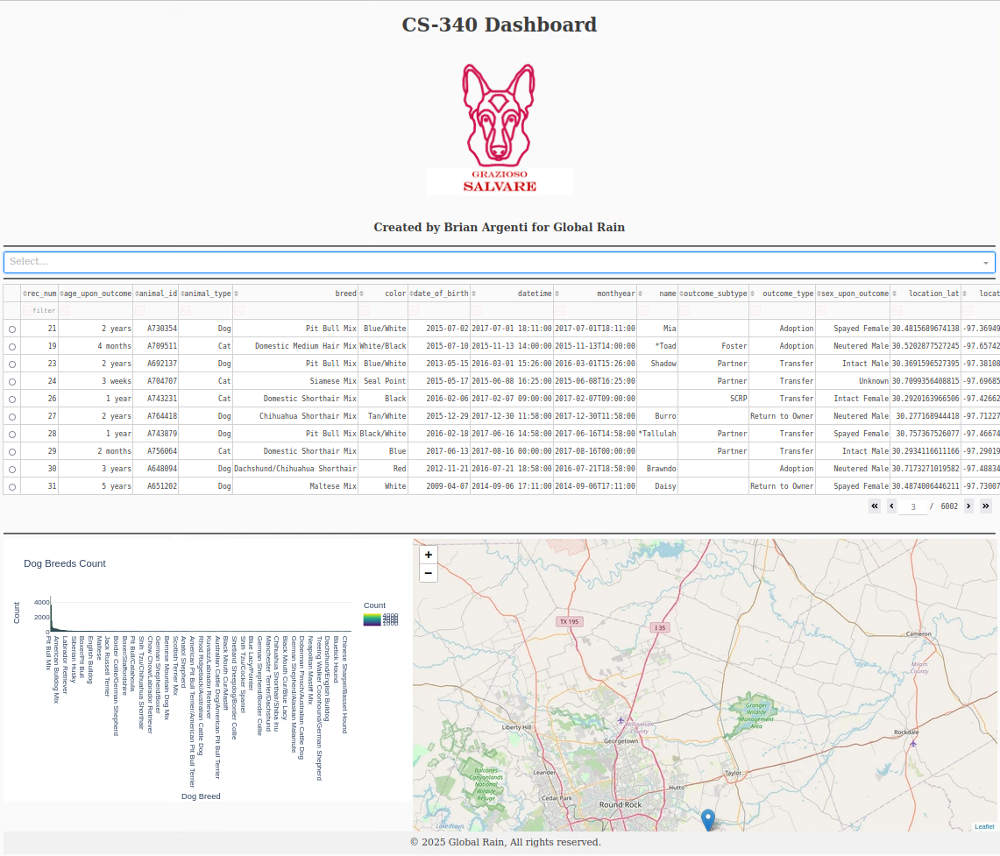 CS-340 Dashboard
GRAZIOSO
SALVARE
Created by Brian Argenti for Global Rain
Select...
rec_num age_upon_outcome animal_id animal_type breed color date_of_birth datetime monthyear name outcome_subtype outcome_type sex_upon_outcome location_lat locat
filter
21 2 years A730354 Dog Pit Bull Mix Blue/White 2015-07-02 2017-07-01 18:11:00 2017-07-01T18:11:00 Mia Adoption Spayed Female 30.4815689674138 -97.36949
19 4 months A709511 Cat Domestic Medium Hair Mix White/Black 2015-07-10 2015-11-13 14:00:00 2015-11-13T14:00:00 *Toad Foster Adoption Neutered Male 30.5202877527245 -97.65742
23 2 years A692137 Dog Pit Bull Mix Blue/White 2013-05-15 2016-03-01 15:26:00 2016-03-01T15:26:00 Shadow Partner Transfer Intact Male 30.3691596527395 -97.38108
24 3 weeks A704707 Cat Siamese Mix Seal Point 2015-05-17 2015-06-08 16:25:00 2015-06-08T16:25:00 Partner Transfer Unknown 30.7099356408815 -97.69685
26 1 year A743231 Cat Domestic Shorthair Mix Black 2016-02-06 2017-02-07 09:00:00 2017-02-07T09:00:00 SCRP Transfer Intact Female 30.2920163966506 -97.42662
27 2 years A764418 Dog Chihuahua Shorthair Mix Tan/White 2015-12-29 2017-12-30 11:58:00 2017-12-30T11:58:00 Burro Return to Owner Neutered Male 30.277168944418 -97.71227
28 1 year A743879 Dog Pit Bull Mix Black/White 2016-02-18 2017-06-16 14:58:00 2017-06-16T14:58:00 *Tallulah Partner Transfer Spayed Female 30.757367526077 -97.46674
29 2 months A756064 Cat Domestic Shorthair Mix Blue 2017-06-13 2017-08-16 00:00:00 2017-08-16T00:00:00 Partner Transfer Intact Male 30.2934116611166 -97.29019
30 3 years A648094 Dog Dachshund/Chihuahua Shorthair Red 2012-11-21 2016-07-21 18:58:00 2016-07-21T18:58:00 Brawndo Adoption Neutered Male 30.7173271019582 -97.48834
31 5 years A651202 Dog Maltese Mix White 2009-04-07 2014-09-06 17:11:00 2014-09-06T17:11:00 Daisy Return to Owner Spayed Female 30.4874006446211 -97.73007
3 / 6002
Dog Breeds Count
Count
4000
2000
0
Pit Bull Mix
American Bulldog Mix
Labrador Retriever
Siberian Husky
Boxer/Pit Bull
English Bulldog
Maltese
Jack Russell Terrier
Border Collie/German Shepherd
Boxer/Staffordshire
Pit Bull/Catahoula
Shih Tzu/Chihuahua Shorthair
Chow Chow/Labrador Retriever
German Shepherd/Boxer
Bernese Mountain Dog Mix
Scottish Terrier Mix
Anatol Shepherd
American Pit Bull Terrier/American Pit Bull Terrier
Rhod Ridgeback/Australian Cattle Dog
Kuvasz/Labrador Retriever
Australian Cattle Dog/American Pit Bull Terrier
Black Mouth Cur/Mastiff
Shetland Sheepdog/Border Collie
Shih Tzu/Cocker Spaniel
Blue Lacy/Pointer
German Shepherd/Border Collie
Manchester Terrier/Dachshund
Chihuahua Shorthair/Shiba Inu
Black Mouth Cur/Blue Lacy
German Shepherd/Alaskan Malamute
Doberman Pinsch/Australian Cattle Dog
Neapolitan Mastiff Mix
Treeing Walker Coonhound/German Shepherd
Dachshund/English Bulldog
Bluetick Hound
Chinese Sharpei/Basset Hound
Dog Breed
Count
4000
1000
+
−
TX 195
I 35
Cameron
Milam
County
Granger
Wildlife
Management
Area
Williamson
County
Liberty Hill
Georgetown
Rockdale
Leander
Taylor
Balcones
Canyonlands
National
Wildlife
Refuge
Hutto
Cedar Park
Round Rock
Lake Travis
Leaflet
© 2025 Global Rain, All rights reserved.